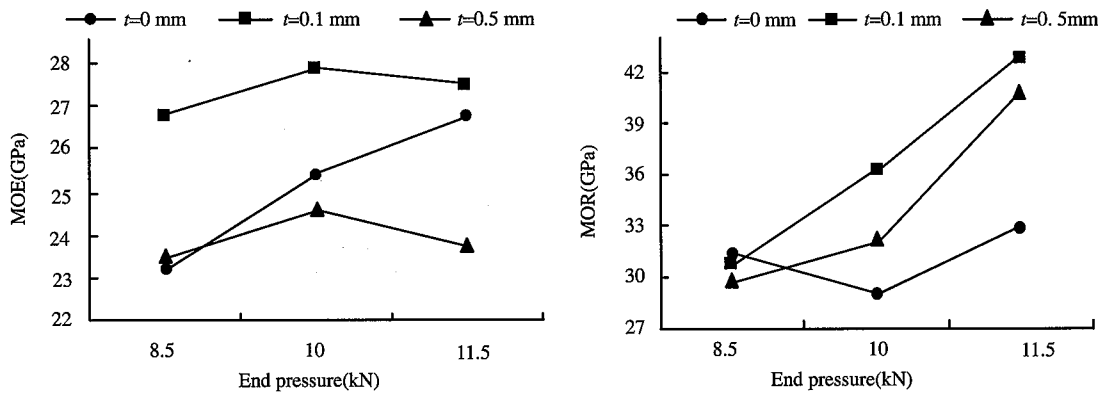 t=0 mm t=0.1 mm t=0.5 mm
28
27
26
25
24
23
22
MOE(GPa)
8.5 10 11.5
End pressure(kN)
t=0 mm t=0.1 mm t=0. 5mm
42
39
36
33
30
27
MOR(GPa)
8.5 10 11.5
End pressure(kN)